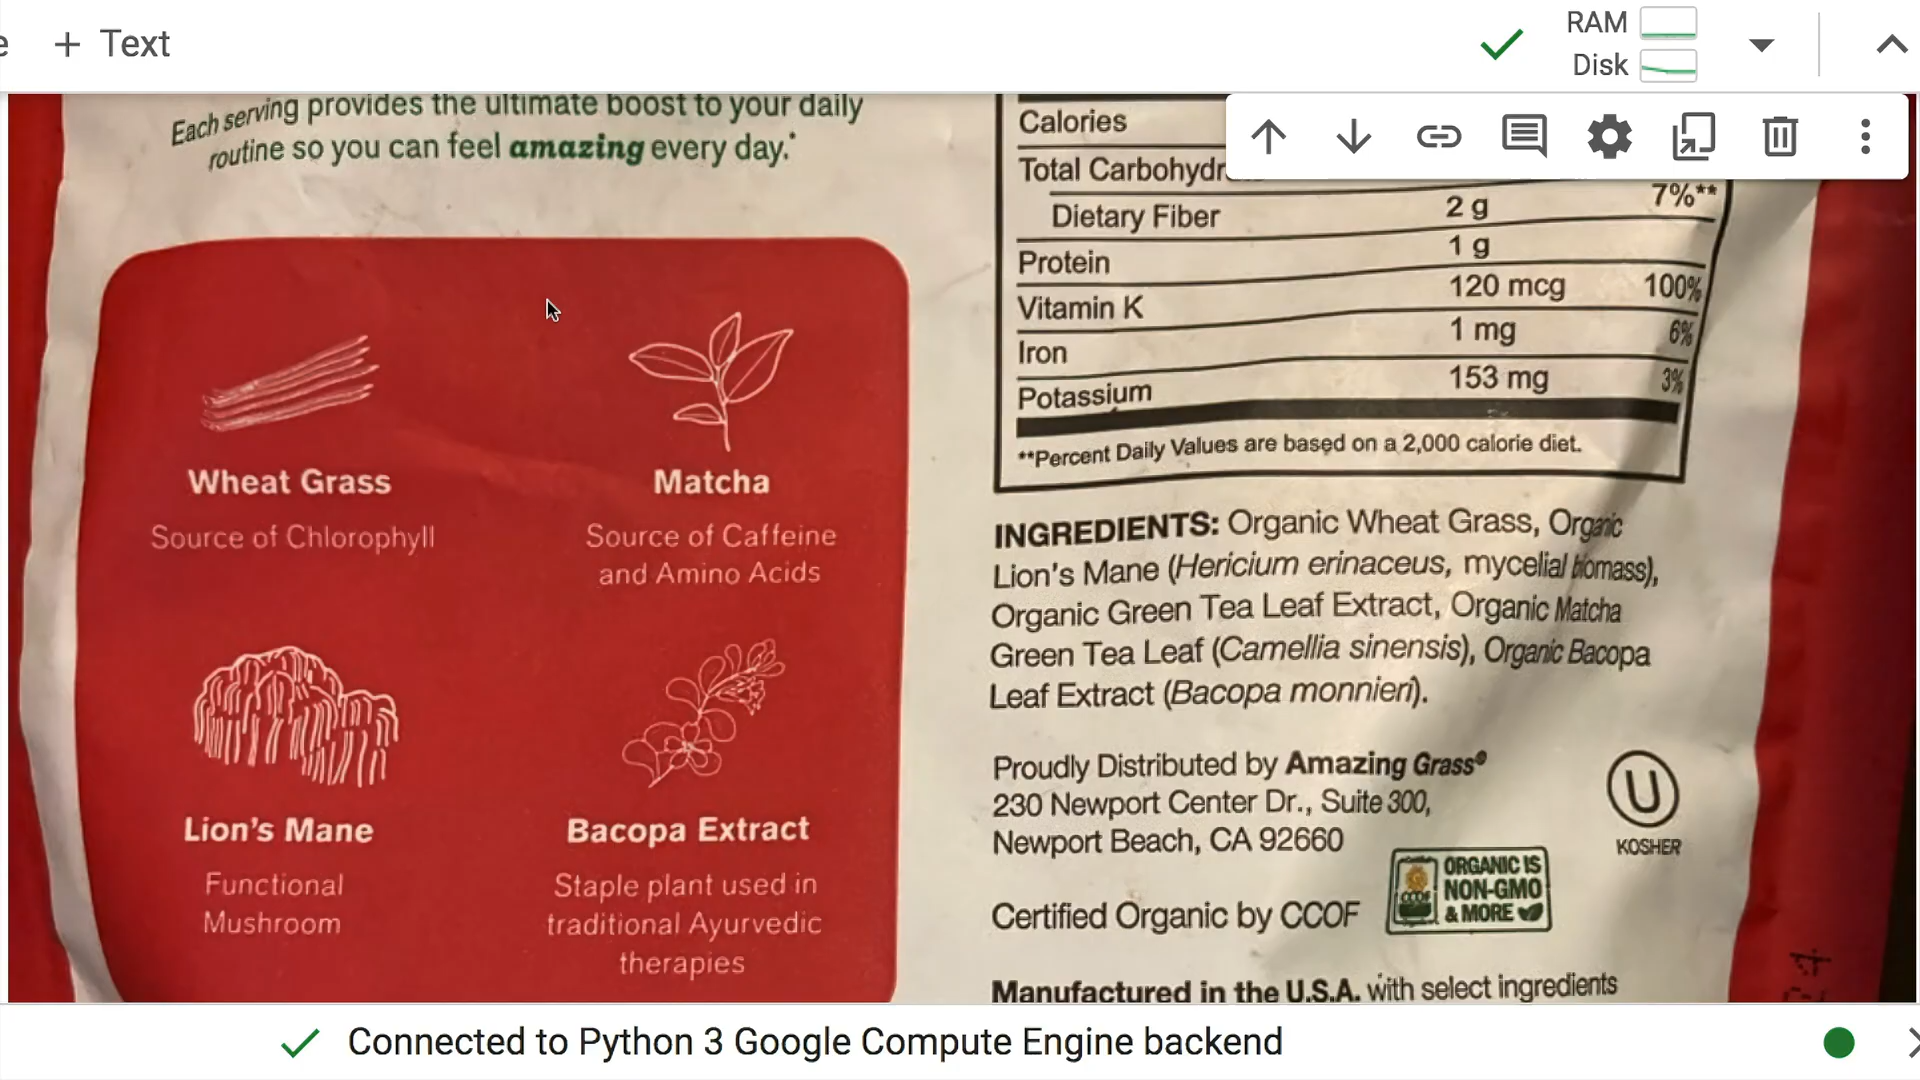 + Text
RAM
Disk
Each serving provides the ultimate boost to your daily
routine so you can feel amazing every day.*
Wheat Grass
Source of Chlorophyll
Matcha
Source of Caffeine
and Amino Acids
Lion's Mane
Functional
Mushroom
Bacopa Extract
Staple plant used in
traditional Ayurvedic
therapies
Calories
Total
Dietary Fiber 2 g 7%**
Protein 1 g
Vitamin K 120 mcg 100%
Iron 1 mg 6%
Potassium 153 mg 3%
**Percent Daily Values are based on a 2,000 calorie diet.
INGREDIENTS: Organic Wheat Grass, Organic
Lion's Mane (Hericium erinaceus, mycelial biomass),
Organic Green Tea Leaf Extract, Organic Matcha
Green Tea Leaf (Camellia sinensis), Organic Bacopa
Leaf Extract (Bacopa monnieri).
Proudly Distributed by Amazing Grass®
230 Newport Center Dr., Suite 300,
Newport Beach, CA 92660
U
KOSHER
Certified Organic by CCOF
CCOF
ORGANIC IS
NON-GMO
& MORE
Manufactured in the U.S.A. with select ingredients
Connected to Python 3 Google Compute Engine backend